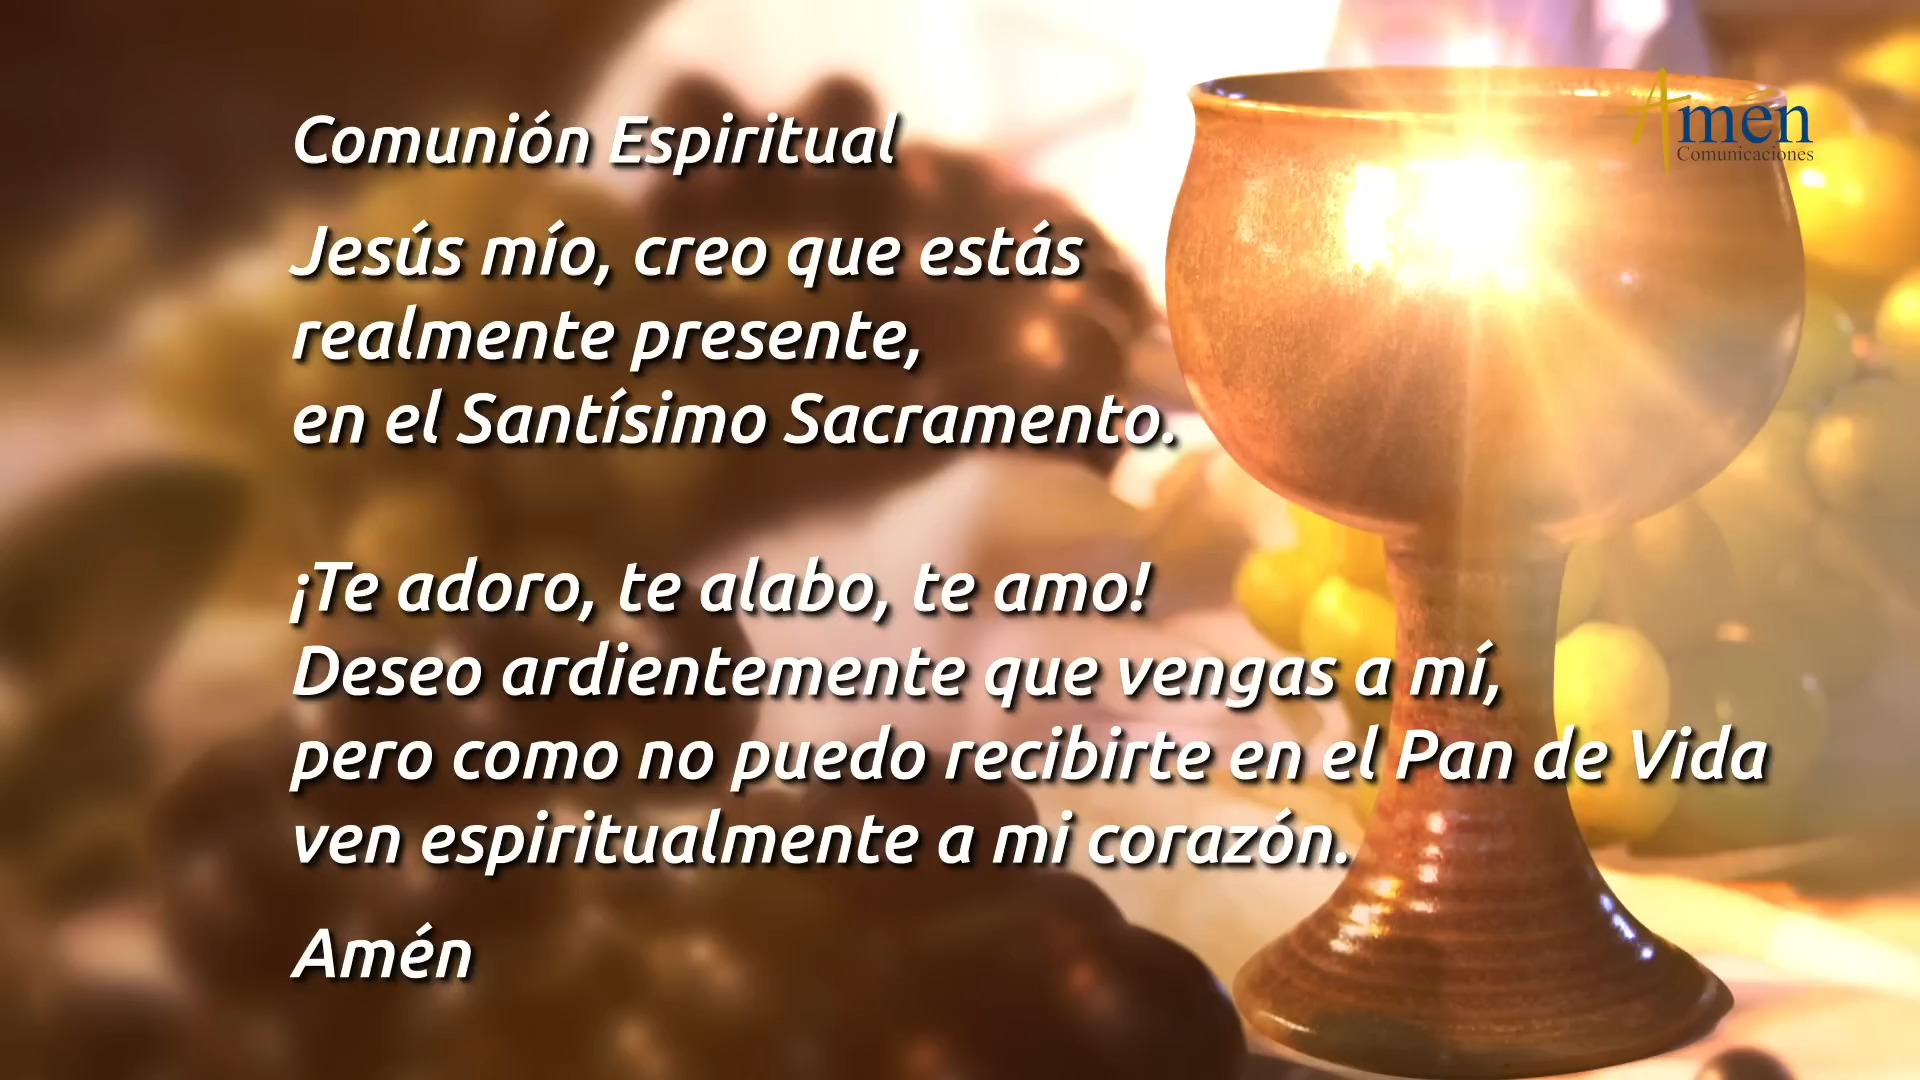 Amen
Comunicaciones
Comunión Espiritual
Jesús mío, creo que estás
realmente presente,
en el Santísimo Sacramento.
¡Te adoro, te alabo, te amo!
Deseo ardientemente que vengas a mí,
pero como no puedo recibirte en el Pan de Vida
ven espiritualmente a mi corazón.
Amén